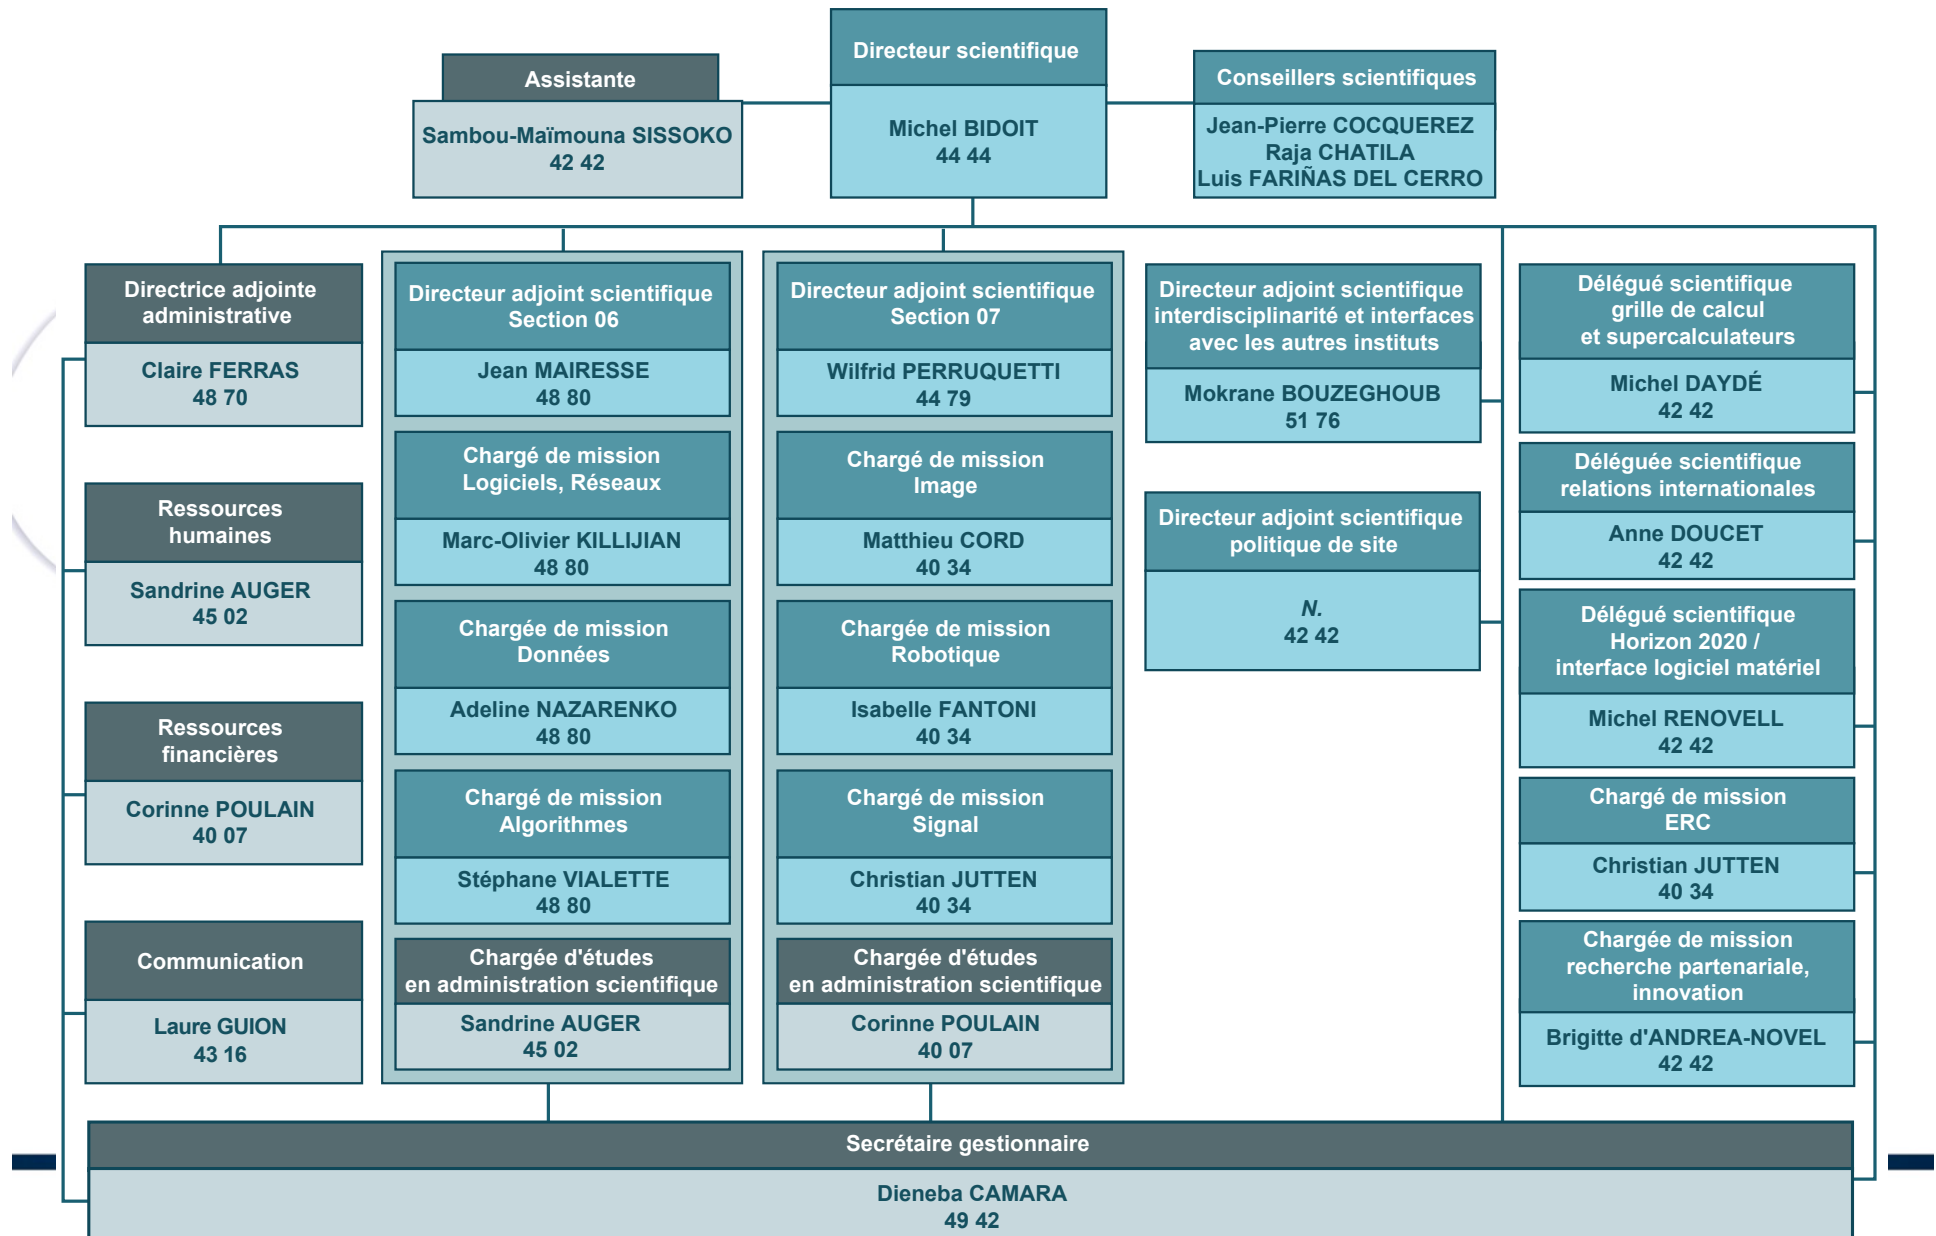 Directeur scientifique
Michel BIDOIT
44 44
Assistante
Sambou-Maïmouna SISSOKO
42 42
Conseillers scientifiques
Jean-Pierre COCQUEREZ
Raja CHATILA
Luis FARIÑAS DEL CERRO
Directrice adjointe
administrative
Claire FERRAS
48 70
Ressources
humaines
Sandrine AUGER
45 02
Ressources
financières
Corinne POULAIN
40 07
Communication
Laure GUION
43 16
Directeur adjoint scientifique
Section 06
Jean MAIRESSE
48 80
Chargé de mission
Logiciels, Réseaux
Marc-Olivier KILLIJIAN
48 80
Chargée de mission
Données
Adeline NAZARENKO
48 80
Chargé de mission
Algorithmes
Stéphane VIALETTE
48 80
Chargée d'études
en administration scientifique
Sandrine AUGER
45 02
Directeur adjoint scientifique
Section 07
Wilfrid PERRUQUETTI
44 79
Chargé de mission
Image
Matthieu CORD
40 34
Chargée de mission
Robotique
Isabelle FANTONI
40 34
Chargé de mission
Signal
Christian JUTTEN
40 34
Chargée d'études
en administration scientifique
Corinne POULAIN
40 07
Directeur adjoint scientifique
interdisciplinarité et interfaces
avec les autres instituts
Mokrane BOUZEGHOUB
51 76
Directeur adjoint scientifique
politique de site
N.
42 42
Délégué scientifique
grille de calcul
et supercalculateurs
Michel DAYDÉ
42 42
Déléguée scientifique
relations internationales
Anne DOUCET
42 42
Délégué scientifique
Horizon 2020 /
interface logiciel matériel
Michel RENOVELL
42 42
Chargé de mission
ERC
Christian JUTTEN
40 34
Chargée de mission
recherche partenariale,
innovation
Brigitte d'ANDREA-NOVEL
42 42
Secrétaire gestionnaire
Dieneba CAMARA
49 42